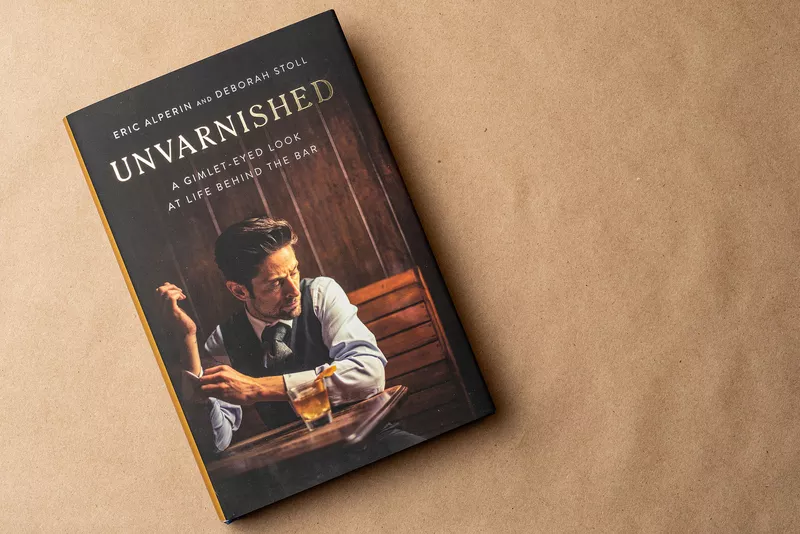 ERIC ALPERIN AND DEBORAH STOLL
UNVARNISHED
A GIMLET-EYED LOOK
AT LIFE BEHIND THE BAR